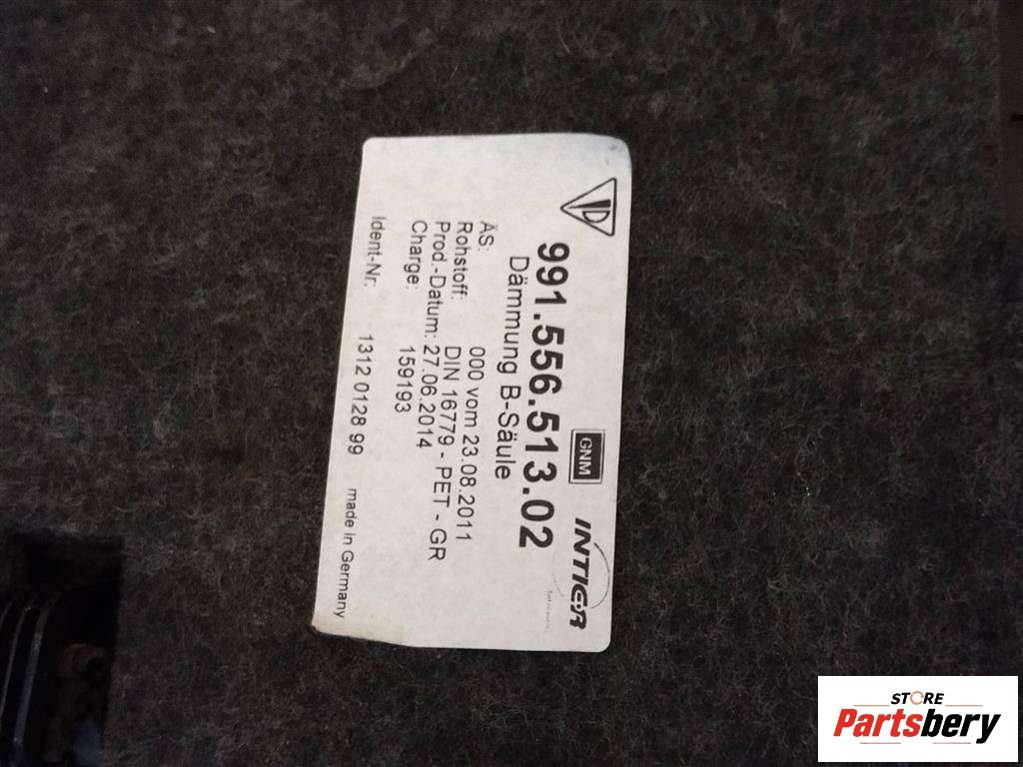 GNM
INTIER
991.556.513.02
Dämmung B-Säule
ÄS: 000 vom 23.08.2011
Rohstoff: DIN 16779 - PET - GR
Prod.-Datum: 27.06.2014
Charge: 159193
Ident-Nr: 1312 0128 99 made in Germany
STORE
Partsbery